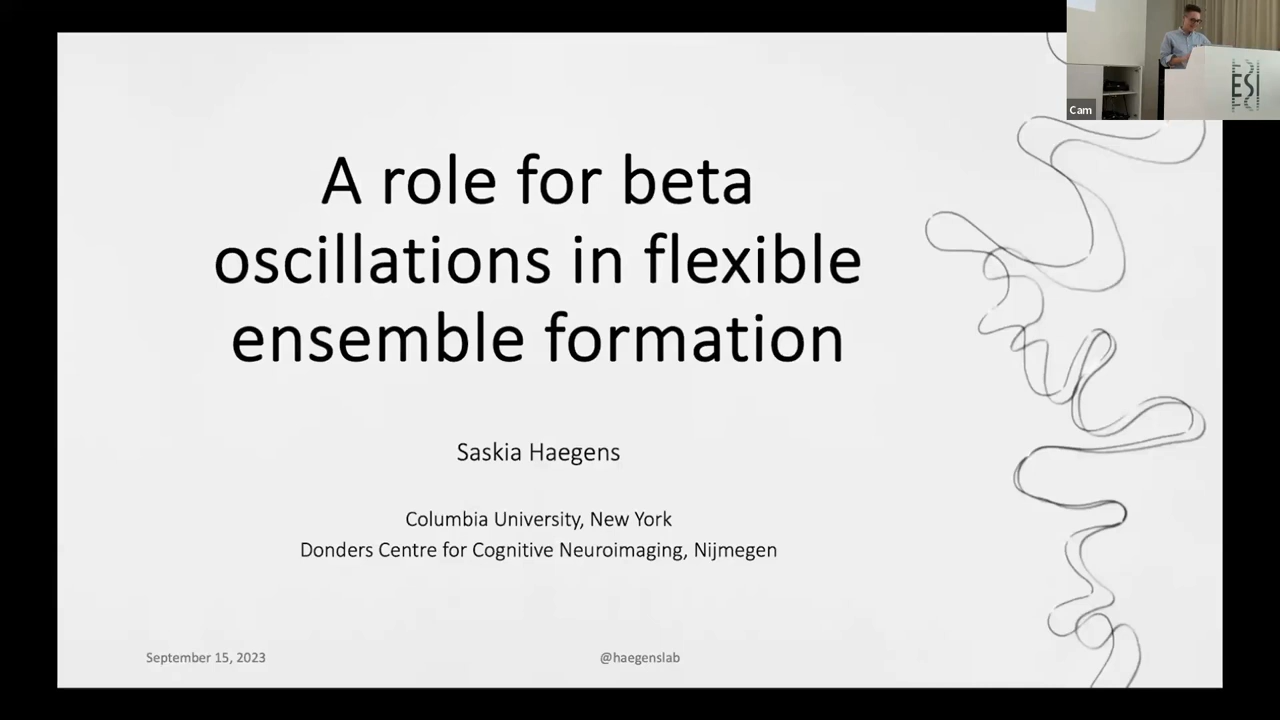 A role for beta
oscillations in flexible
ensemble formation
Saskia Haegens
Columbia University, New York
Donders Centre for Cognitive Neuroimaging, Nijmegen
September 15, 2023
@haegenslab
Cam
ESI